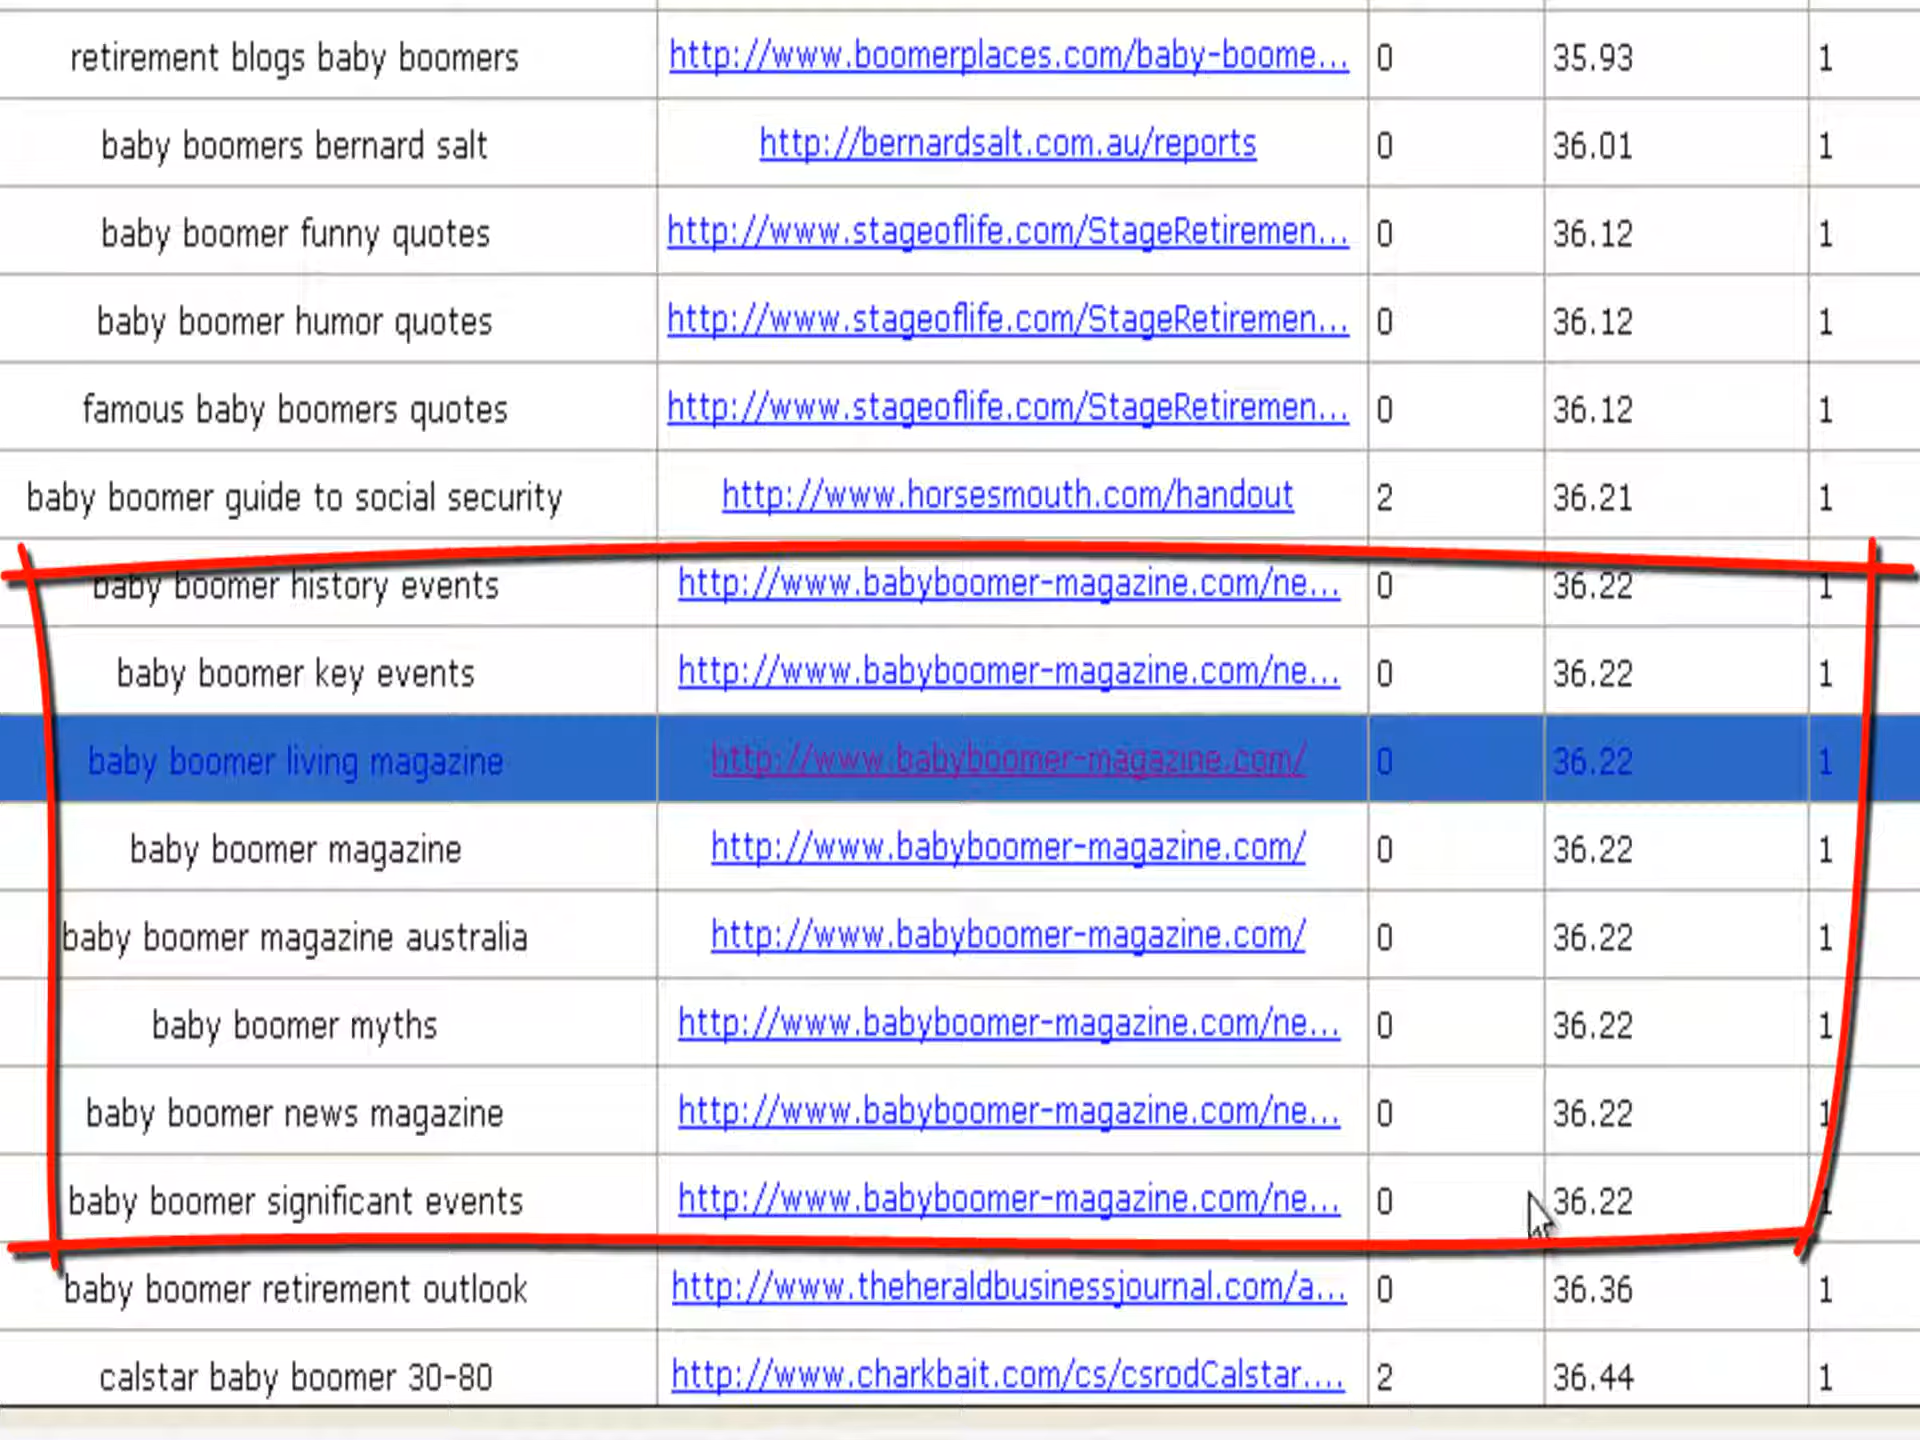 retirement blogs baby boomers http://www.boomerplaces.com/baby-boome... 0 35.93 1
baby boomers bernard salt http://bernardsalt.com.au/reports 0 36.01 1
baby boomer funny quotes http://www.stageoflife.com/StageRetiremen... 0 36.12 1
baby boomer humor quotes http://www.stageoflife.com/StageRetiremen... 0 36.12 1
famous baby boomers quotes http://www.stageoflife.com/StageRetiremen... 0 36.12 1
baby boomer guide to social security http://www.horsesmouth.com/handout 2 36.21 1
baby boomer history events http://www.babyboomer-magazine.com/ne... 0 36.22 1
baby boomer key events http://www.babyboomer-magazine.com/ne... 0 36.22 1
baby boomer living magazine http://www.babyboomer-magazine.com/ 0 36.22 1
baby boomer magazine http://www.babyboomer-magazine.com/ 0 36.22 1
baby boomer magazine australia http://www.babyboomer-magazine.com/ 0 36.22 1
baby boomer myths http://www.babyboomer-magazine.com/ne... 0 36.22 1
baby boomer news magazine http://www.babyboomer-magazine.com/ne... 0 36.22 1
baby boomer significant events http://www.babyboomer-magazine.com/ne... 0 36.22 1
baby boomer retirement outlook http://www.theheraldbusinessjournal.com/a... 0 36.36 1
calstar baby boomer 30-80 http://www.charkbait.com/cs/csrodCalstar.... 2 36.44 1